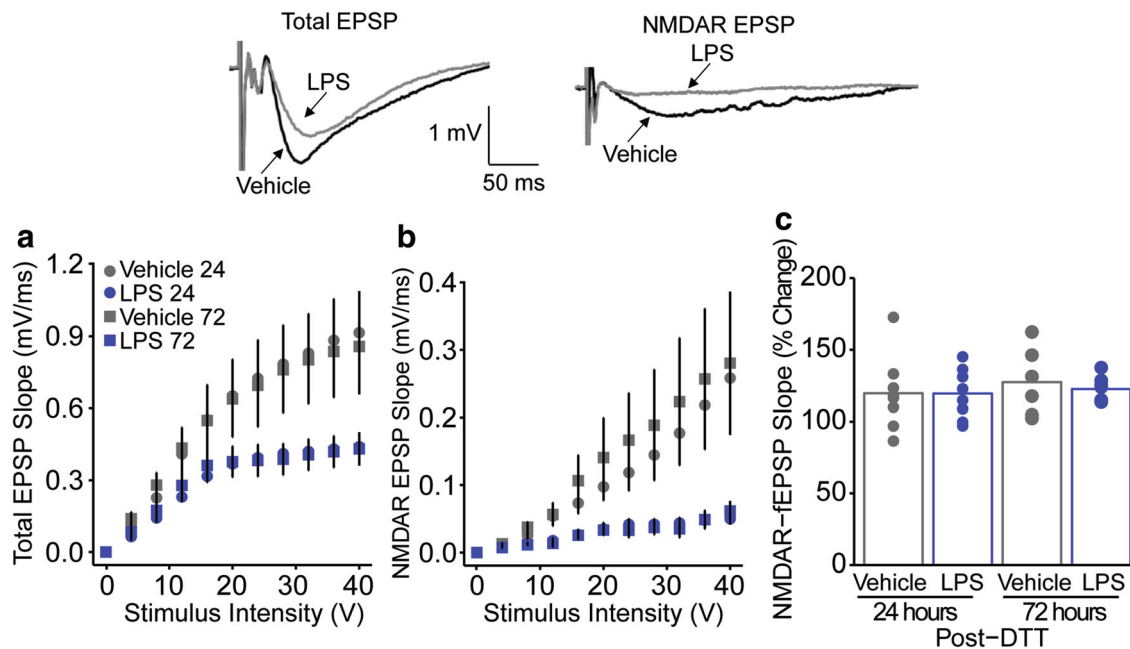 Total EPSP
NMDAR EPSP
LPS
LPS
1 mV
50 ms
Vehicle
Vehicle
a
Total EPSP Slope (mV/ms)
1.2
0.9
0.6
0.3
0.0
Vehicle 24
LPS 24
Vehicle 72
LPS 72
0 10 20 30 40
Stimulus Intensity (V)
b
NMDAR EPSP Slope (mV/ms)
0.4
0.3
0.2
0.1
0.0
0 10 20 30 40
Stimulus Intensity (V)
c
NMDAR−fEPSP Slope (% Change)
200
150
100
50
0
Vehicle LPS Vehicle LPS
24 hours 72 hours
Post−DTT